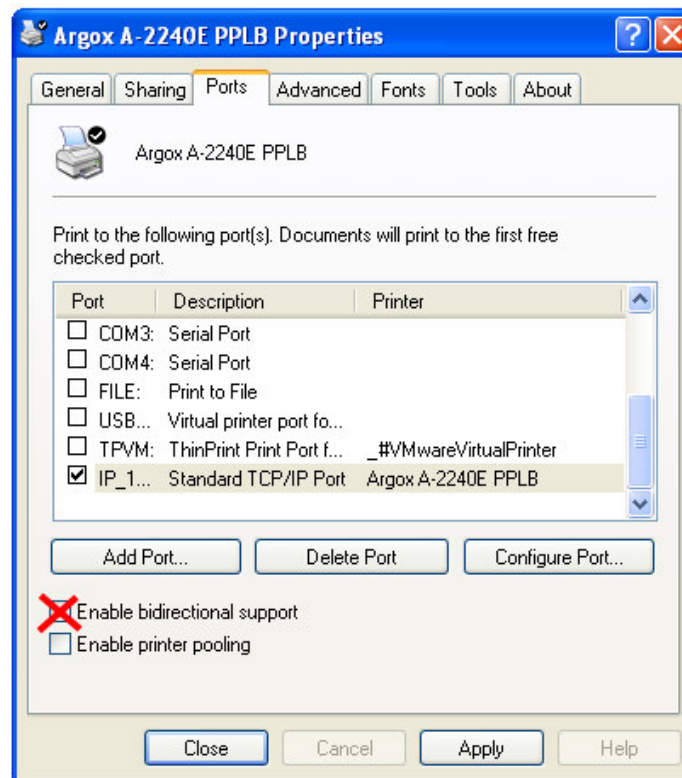 Argox A-2240E PPLB Properties
General Sharing Ports Advanced Fonts Tools About
Argox A-2240E PPLB
Print to the following port(s). Documents will print to the first free
checked port.
Port Description Printer
COM3: Serial Port
COM4: Serial Port
FILE: Print to File
USB... Virtual printer port fo...
TPVM: ThinPrint Print Port f... _#VMwareVirtualPrinter
IP_1... Standard TCP/IP Port Argox A-2240E PPLB
Add Port... Delete Port Configure Port...
Enable bidirectional support
Enable printer pooling
Close Cancel Apply Help